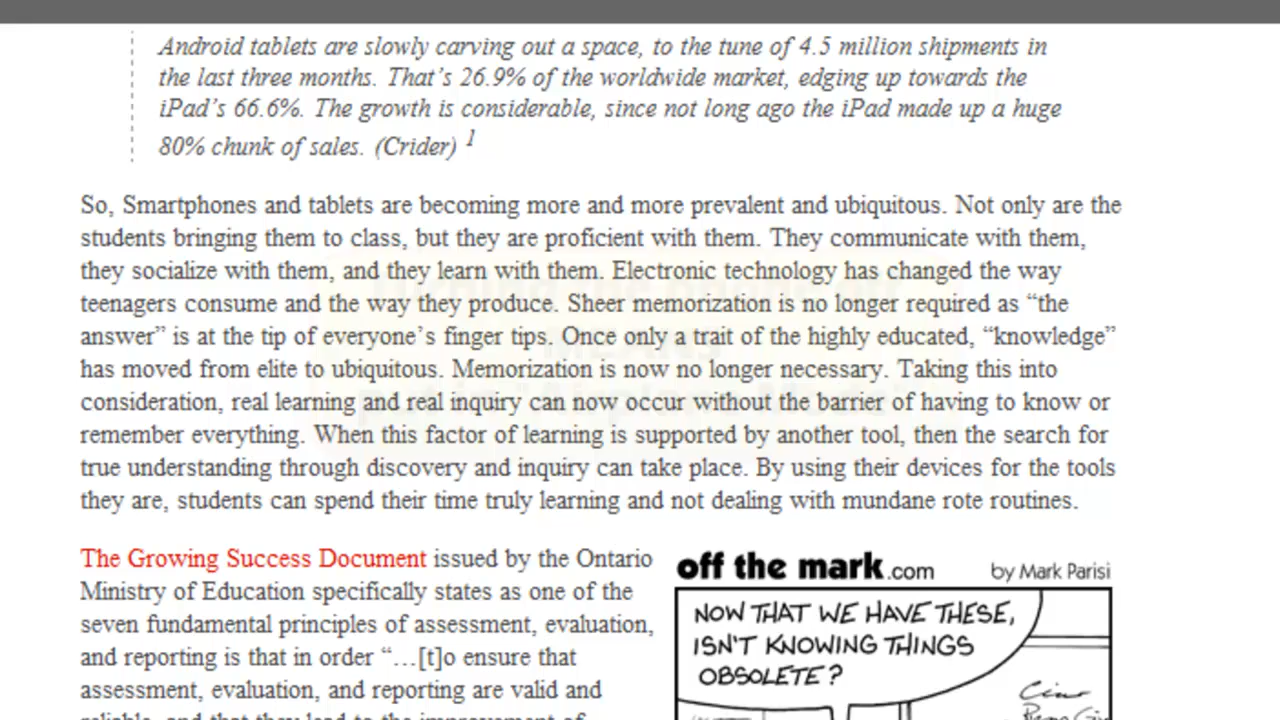 Android tablets are slowly carving out a space, to the tune of 4.5 million shipments in
the last three months. That's 26.9% of the worldwide market, edging up towards the
iPad's 66.6%. The growth is considerable, since not long ago the iPad made up a huge
80% chunk of sales. (Crider) 1
So, Smartphones and tablets are becoming more and more prevalent and ubiquitous. Not only are the
students bringing them to class, but they are proficient with them. They communicate with them,
they socialize with them, and they learn with them. Electronic technology has changed the way
teenagers consume and the way they produce. Sheer memorization is no longer required as “the
answer” is at the tip of everyone's finger tips. Once only a trait of the highly educated, “knowledge”
has moved from elite to ubiquitous. Memorization is now no longer necessary. Taking this into
consideration, real learning and real inquiry can now occur without the barrier of having to know or
remember everything. When this factor of learning is supported by another tool, then the search for
true understanding through discovery and inquiry can take place. By using their devices for the tools
they are, students can spend their time truly learning and not dealing with mundane rote routines.
The Growing Success Document issued by the Ontario
Ministry of Education specifically states as one of the
seven fundamental principles of assessment, evaluation,
and reporting is that in order “…[t]o ensure that
assessment, evaluation, and reporting are valid and
off the mark.com by Mark Parisi
NOW THAT WE HAVE THESE,
ISN'T KNOWING THINGS
OBSOLETE?